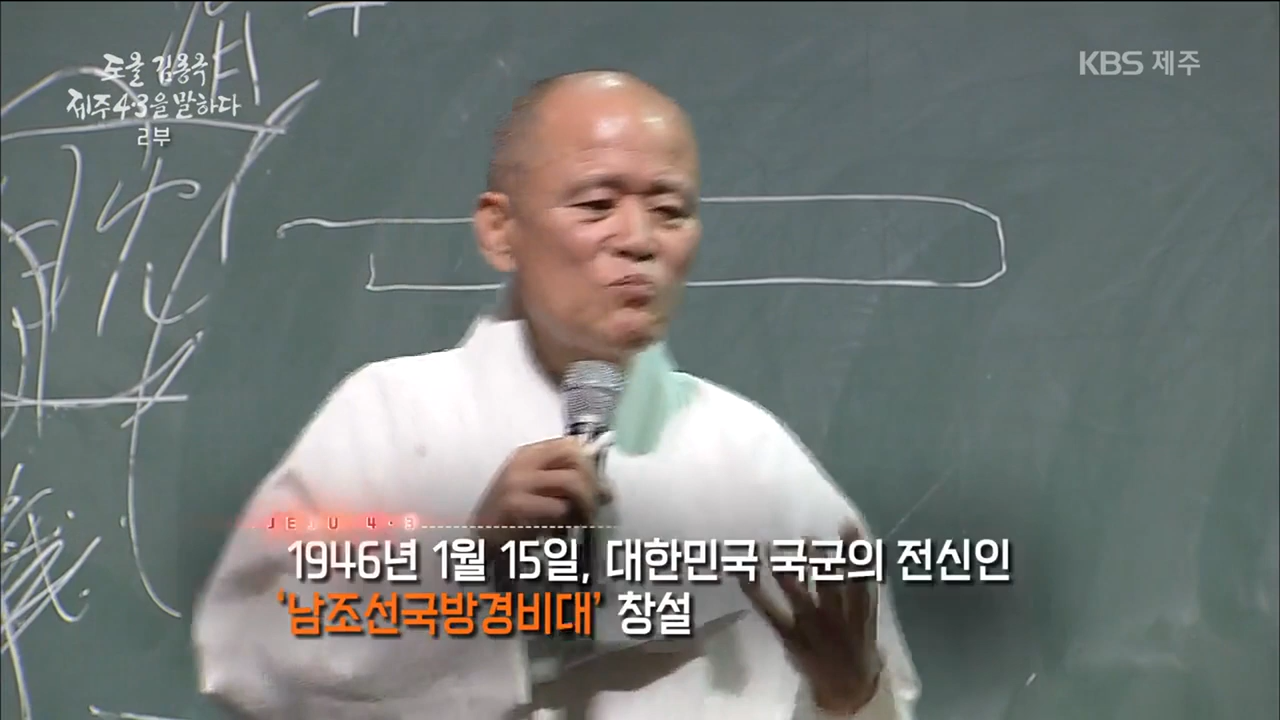 도올 김용옥
제주4·3을 말하다
2부
KBS 제주
戰
JEJU 4·3
1946년 1월 15일, 대한민국 국군의 전신인
‘남조선국방경비대’ 창설